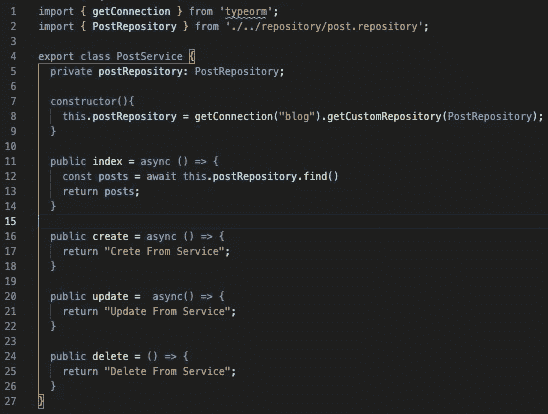 1 import { getConnection } from 'typeorm';
2 import { PostRepository } from './../repository/post.repository';
3
4 export class PostService {
5   private postRepository: PostRepository;
6
7   constructor(){
8     this.postRepository = getConnection("blog").getCustomRepository(PostRepository);
9   }
10
11   public index = async () => {
12     const posts = await this.postRepository.find()
13     return posts;
14   }
15
16   public create = async () => {
17     return "Crete From Service";
18   }
19
20   public update =  async() => {
21     return "Update From Service";
22   }
23
24   public delete = () => {
25     return "Delete From Service";
26   }
27 }